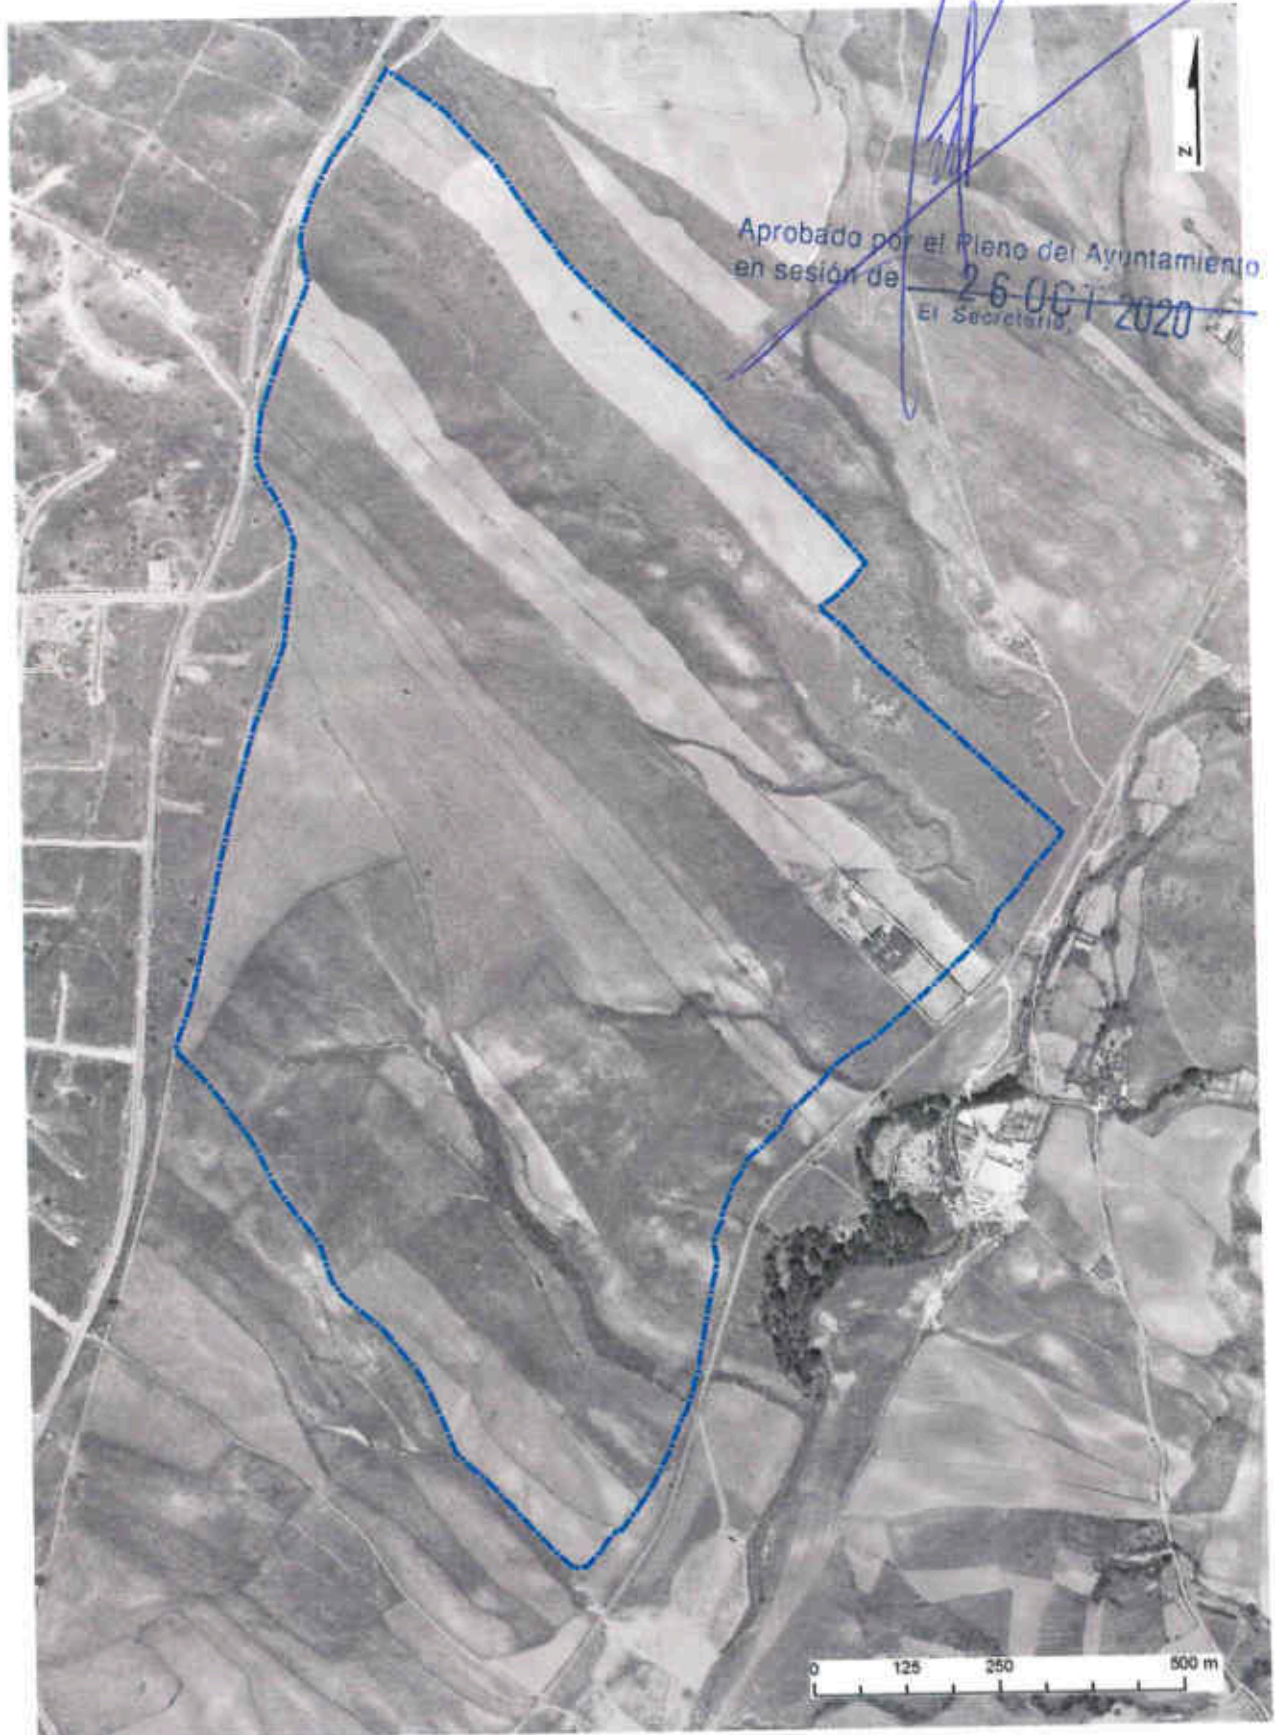 N
Aprobado por el Pleno del Ayuntamiento
en sesión de 26 OCT 2020
El Secretario,
0 125 250 500 m